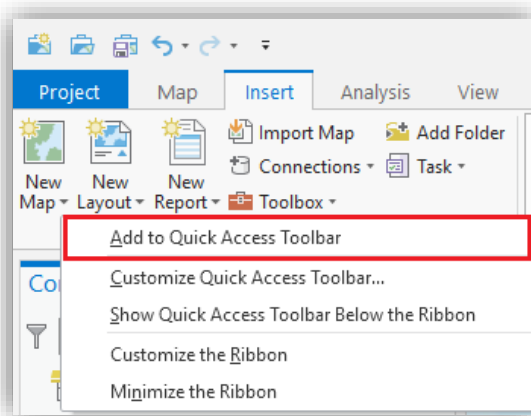 Project Map Insert Analysis View
Import Map Add Folder
Connections Task
New New New
Map Layout Report Toolbox
Add to Quick Access Toolbar
Co
Customize Quick Access Toolbar...
Show Quick Access Toolbar Below the Ribbon
Customize the Ribbon
Minimize the Ribbon